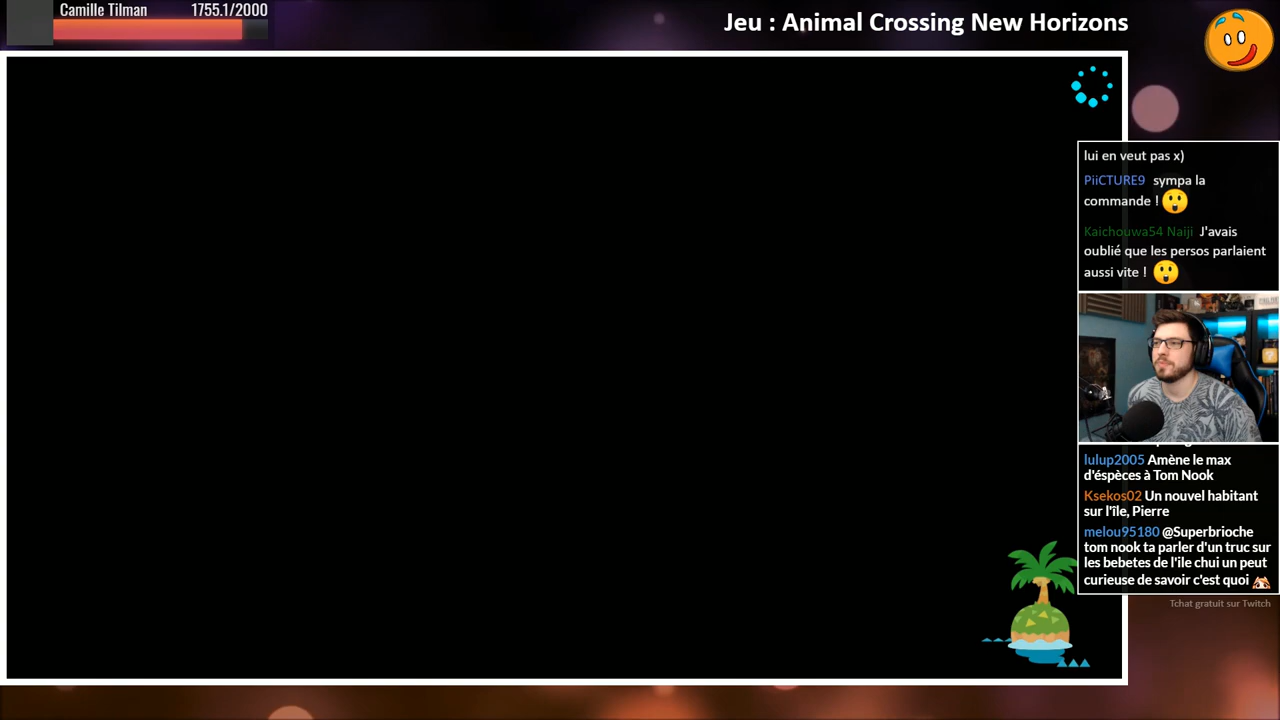 Camille Tilman 1755.1/2000
Jeu : Animal Crossing New Horizons
lui en veut pas x)
PiiCTURE9 sympa la
commande !
Kaichouwa54 Naiji J'avais
oublié que les persos parlaient
aussi vite !
lulup2005 Amène le max
d'éspèces à Tom Nook
Ksekos02 Un nouvel habitant
sur l'île, Pierre
melou95180 @Superbrioche
tom nook ta parler d'un truc sur
les bebetes de l'ile chui un peut
curieuse de savoir c'est quoi
Tchat gratuit sur Twitch